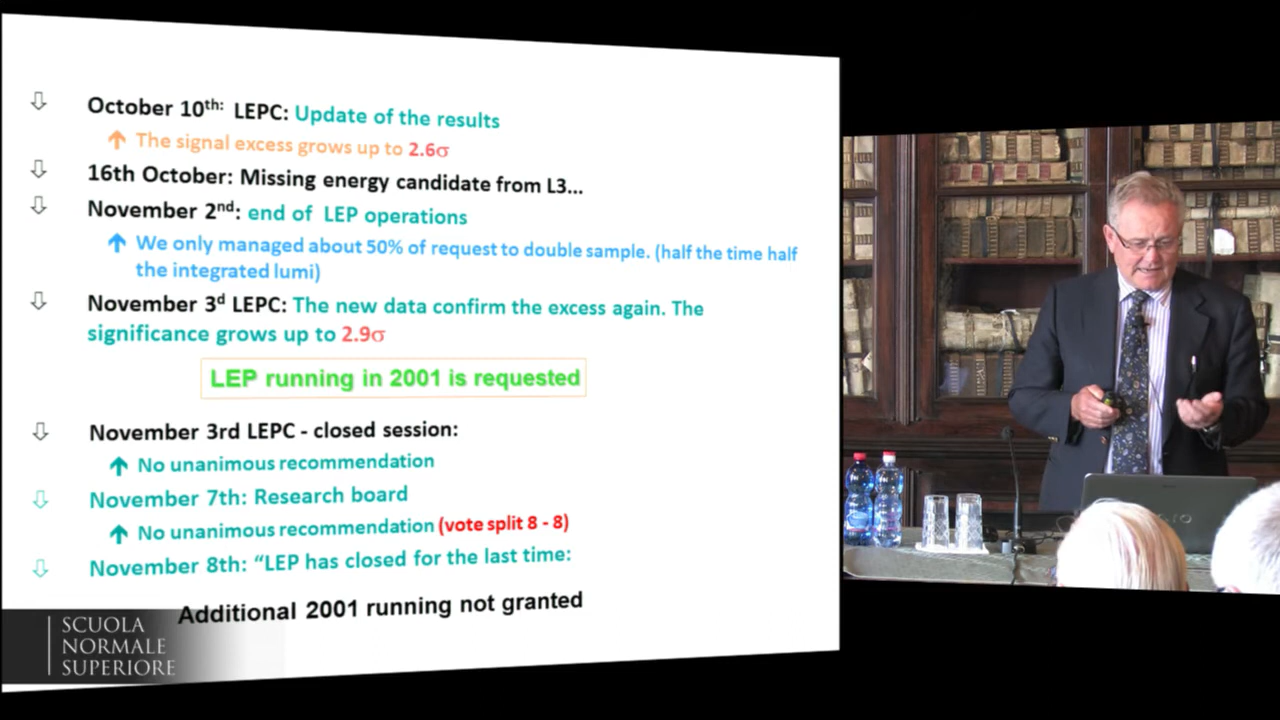 October 10th: LEPC: Update of the results
The signal excess grows up to 2.6σ
16th October: Missing energy candidate from L3...
November 2nd: end of LEP operations
We only managed about 50% of request to double sample. (half the time half
the integrated lumi)
November 3d LEPC: The new data confirm the excess again. The
significance grows up to 2.9σ
LEP running in 2001 is requested
November 3rd LEPC - closed session:
No unanimous recommendation
November 7th: Research board
No unanimous recommendation (vote split 8 - 8)
November 8th: “LEP has closed for the last time:
Additional 2001 running not granted
SCUOLA
NORMALE
SUPERIORE